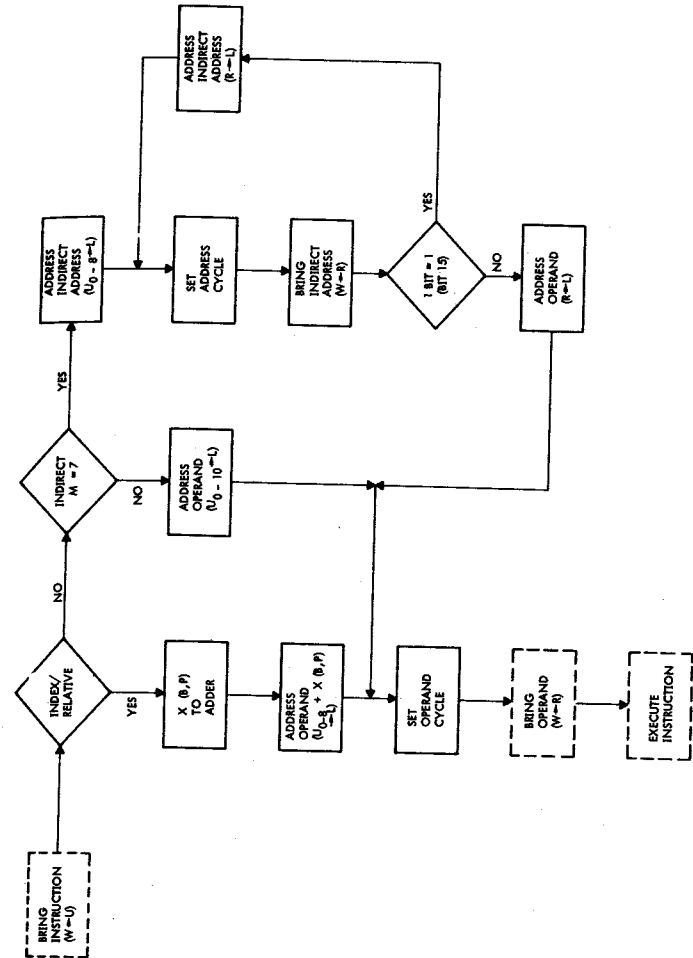 BRING
INSTRUCTION
(W←U)
INDEX/
RELATIVE
NO
YES
X (B,P)
TO
ADDER
ADDRESS
OPERAND
(U0-8 + X (B,P)
←L)
SET
OPERAND
CYCLE
BRING
OPERAND
(W←R)
EXECUTE
INSTRUCTION
INDIRECT
M = 7
YES
NO
ADDRESS
OPERAND
(U0 - 10←L)
ADDRESS
INDIRECT
ADDRESS
(U0 - 8←L)
SET
ADDRESS
CYCLE
BRING
INDIRECT
ADDRESS
(W←R)
I BIT = 1
(BIT 15)
YES
NO
ADDRESS
OPERAND
(R←L)
ADDRESS
INDIRECT
ADDRESS
(R←L)